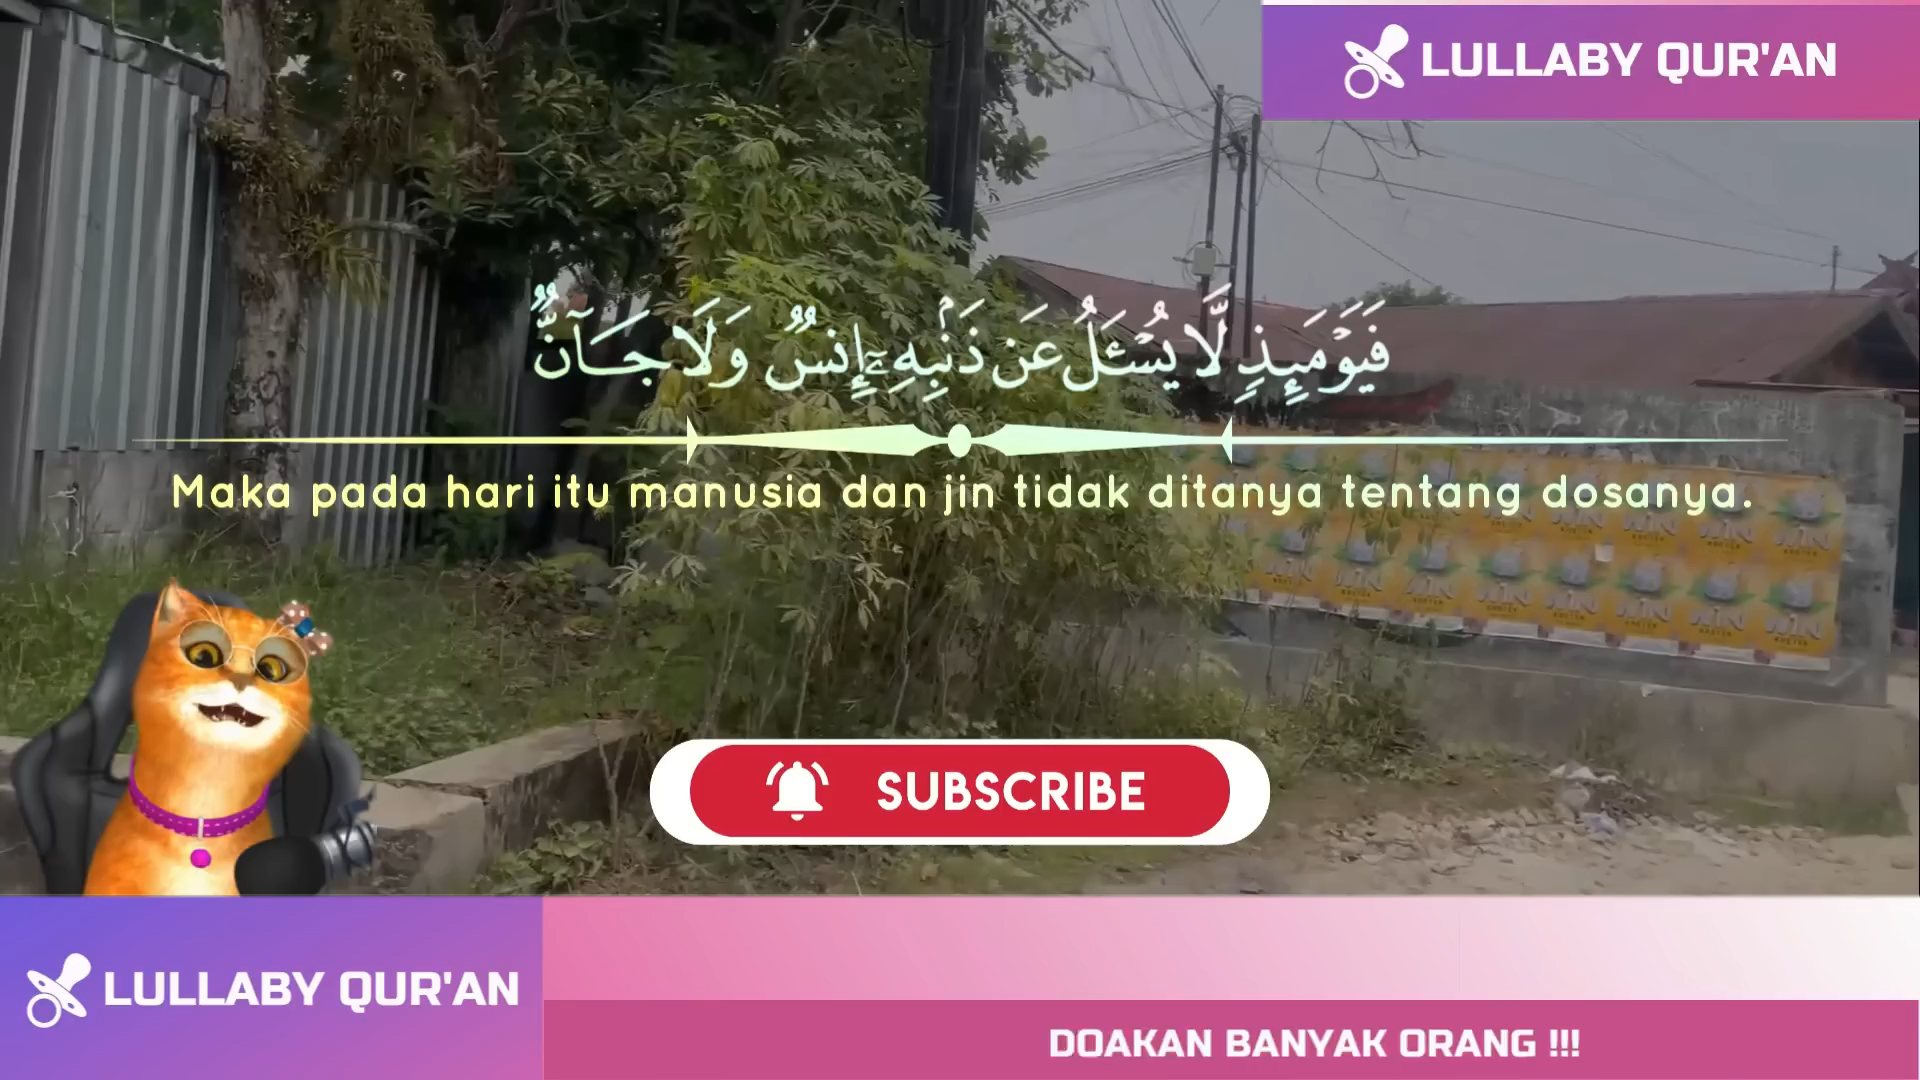 LULLABY QUR'AN
فَيَوْمَئِذٍ لَّا يُسْـَٔلُ عَن ذَنۢبِهِۦٓ إِنسٌ وَلَا جَآنٌّ
Maka pada hari itu manusia dan jin tidak ditanya tentang dosanya.
WIN
SUBSCRIBE
LULLABY QUR'AN
DOAKAN BANYAK ORANG !!!